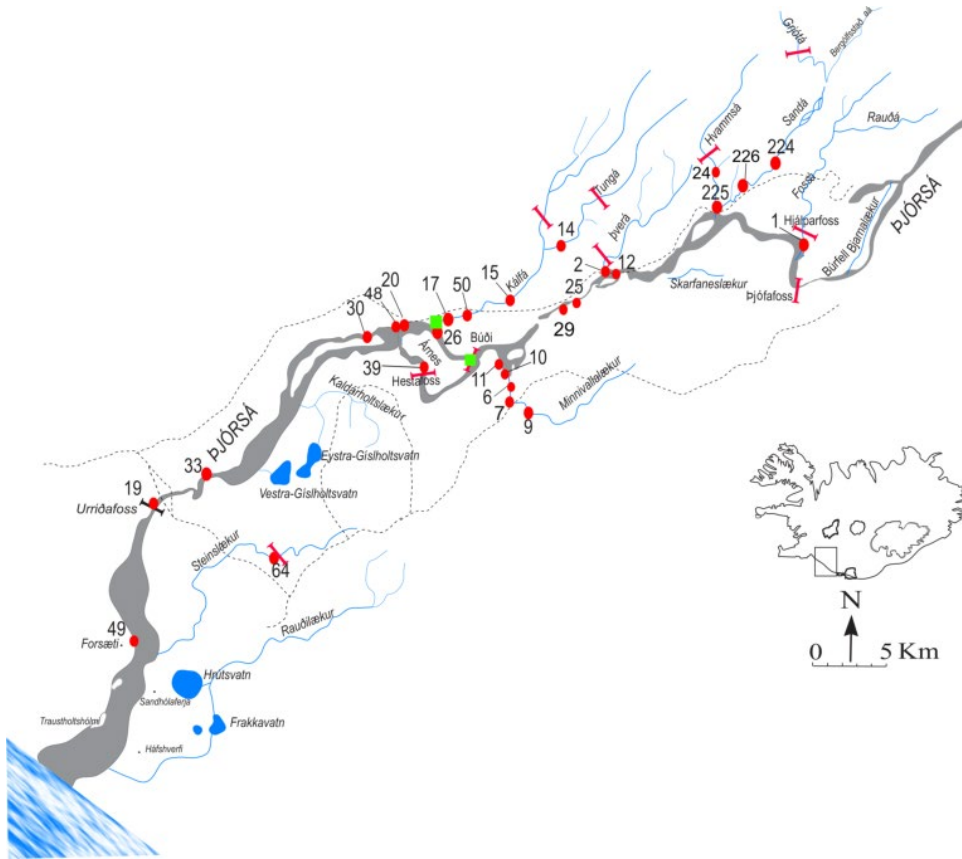 Grjótá
Bergólfsstað. aá
Hvammsá
Sandá
Rauðá
224
226
24
Tungá
225
Fossá
ÞJÓRSÁ
1 Hjálparfoss
14
Þverá
Búrfell Bjarnalækur
2
12
15
Kálfá
Skarfaneslækur
Þjófafoss
20
17
50
25
48
30
29
26
Búði
Árnes
10
39
11
Hestafoss
6
Minnivallalækur
Kaldárholtslækur
7
9
ÞJÓRSÁ
Eystra-Gíslholtsvatn
33
Vestra-Gíslholtsvatn
19
Urriðafoss
Steinslækur
64
N
Rauðilækur
49
Forsæti
0 5 Km
Hrútsvatn
Sandhólaferja
Traustholtshólmi
Frakkavatn
Háfshverfi